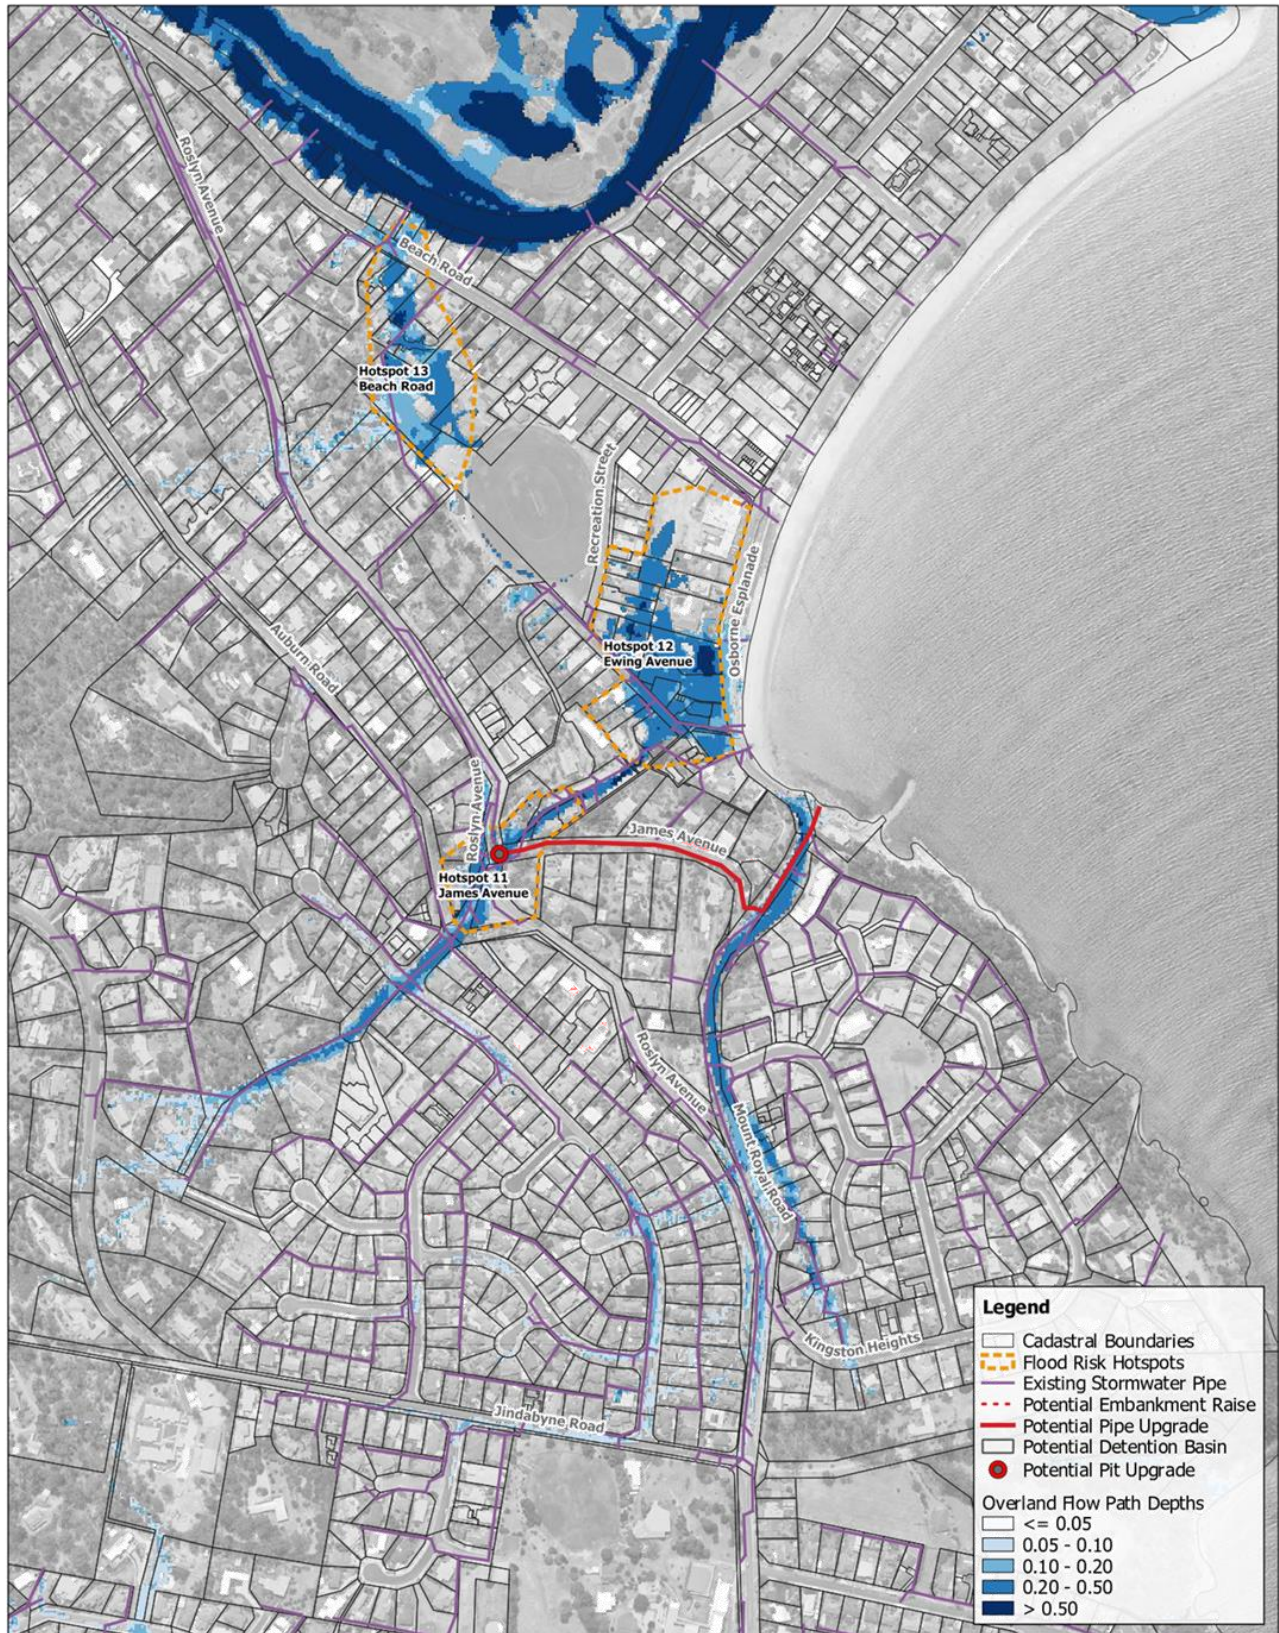 Roslyn Avenue
Beach Road
Hotspot 13
Beach Road
Recreation Street
Osborne Esplanade
Auburn Road
Hotspot 12
Ewing Avenue
Roslyn Avenue
James Avenue
Hotspot 11
James Avenue
Roslyn Avenue
Mount Royal Road
Kingston Heights
Jindabyne Road
Legend
Cadastral Boundaries
Flood Risk Hotspots
Existing Stormwater Pipe
Potential Embankment Raise
Potential Pipe Upgrade
Potential Detention Basin
Potential Pit Upgrade
Overland Flow Path Depths
<= 0.05
0.05 - 0.10
0.10 - 0.20
0.20 - 0.50
> 0.50